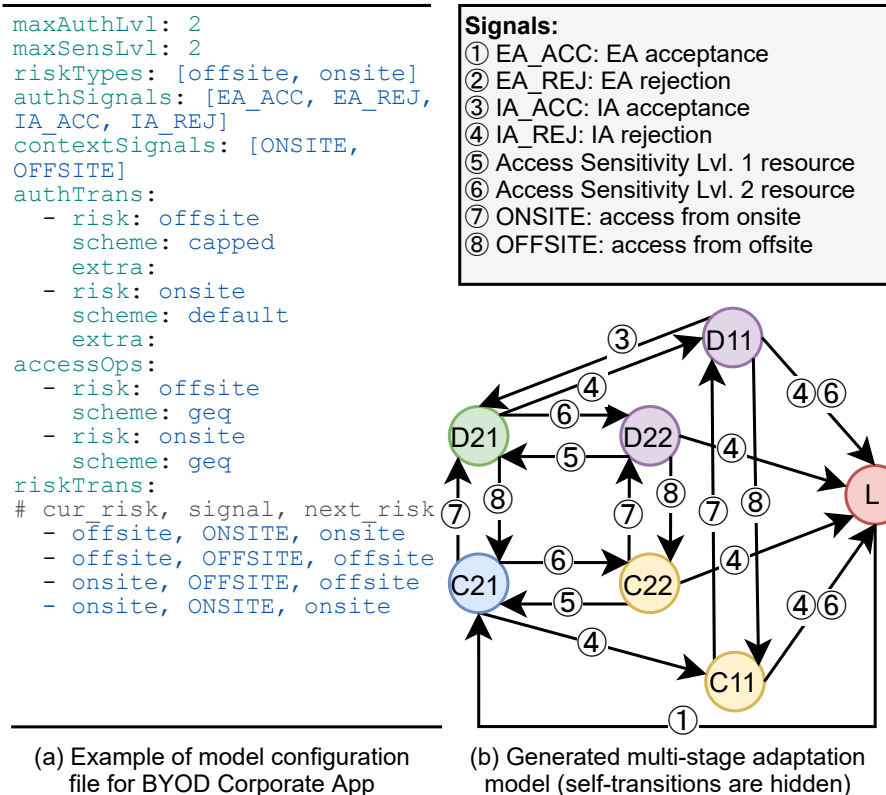 maxAuthLvl: 2
maxSensLvl: 2
riskTypes: [offsite, onsite]
authSignals: [EA_ACC, EA_REJ,
IA_ACC, IA_REJ]
contextSignals: [ONSITE,
OFFSITE]
authTrans:
- risk: offsite
scheme: capped
extra:
- risk: onsite
scheme: default
extra:
accessOps:
- risk: offsite
scheme: geq
- risk: onsite
scheme: geq
riskTrans:
# cur_risk, signal, next_risk
- offsite, ONSITE, onsite
- offsite, OFFSITE, offsite
- onsite, OFFSITE, offsite
- onsite, ONSITE, onsite
(a) Example of model configuration
file for BYOD Corporate App
Signals:
① EA_ACC: EA acceptance
② EA_REJ: EA rejection
③ IA_ACC: IA acceptance
④ IA_REJ: IA rejection
⑤ Access Sensitivity Lvl. 1 resource
⑥ Access Sensitivity Lvl. 2 resource
⑦ ONSITE: access from onsite
⑧ OFFSITE: access from offsite
D11
③
④
④⑥
⑥
D21
D22
④
⑤
L
⑦
⑧
⑦
⑧
⑦
⑧
⑥
④
C21
C22
⑤
④
④⑥
C11
①
(b) Generated multi-stage adaptation
model (self-transitions are hidden)